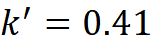 k′ = 0.41